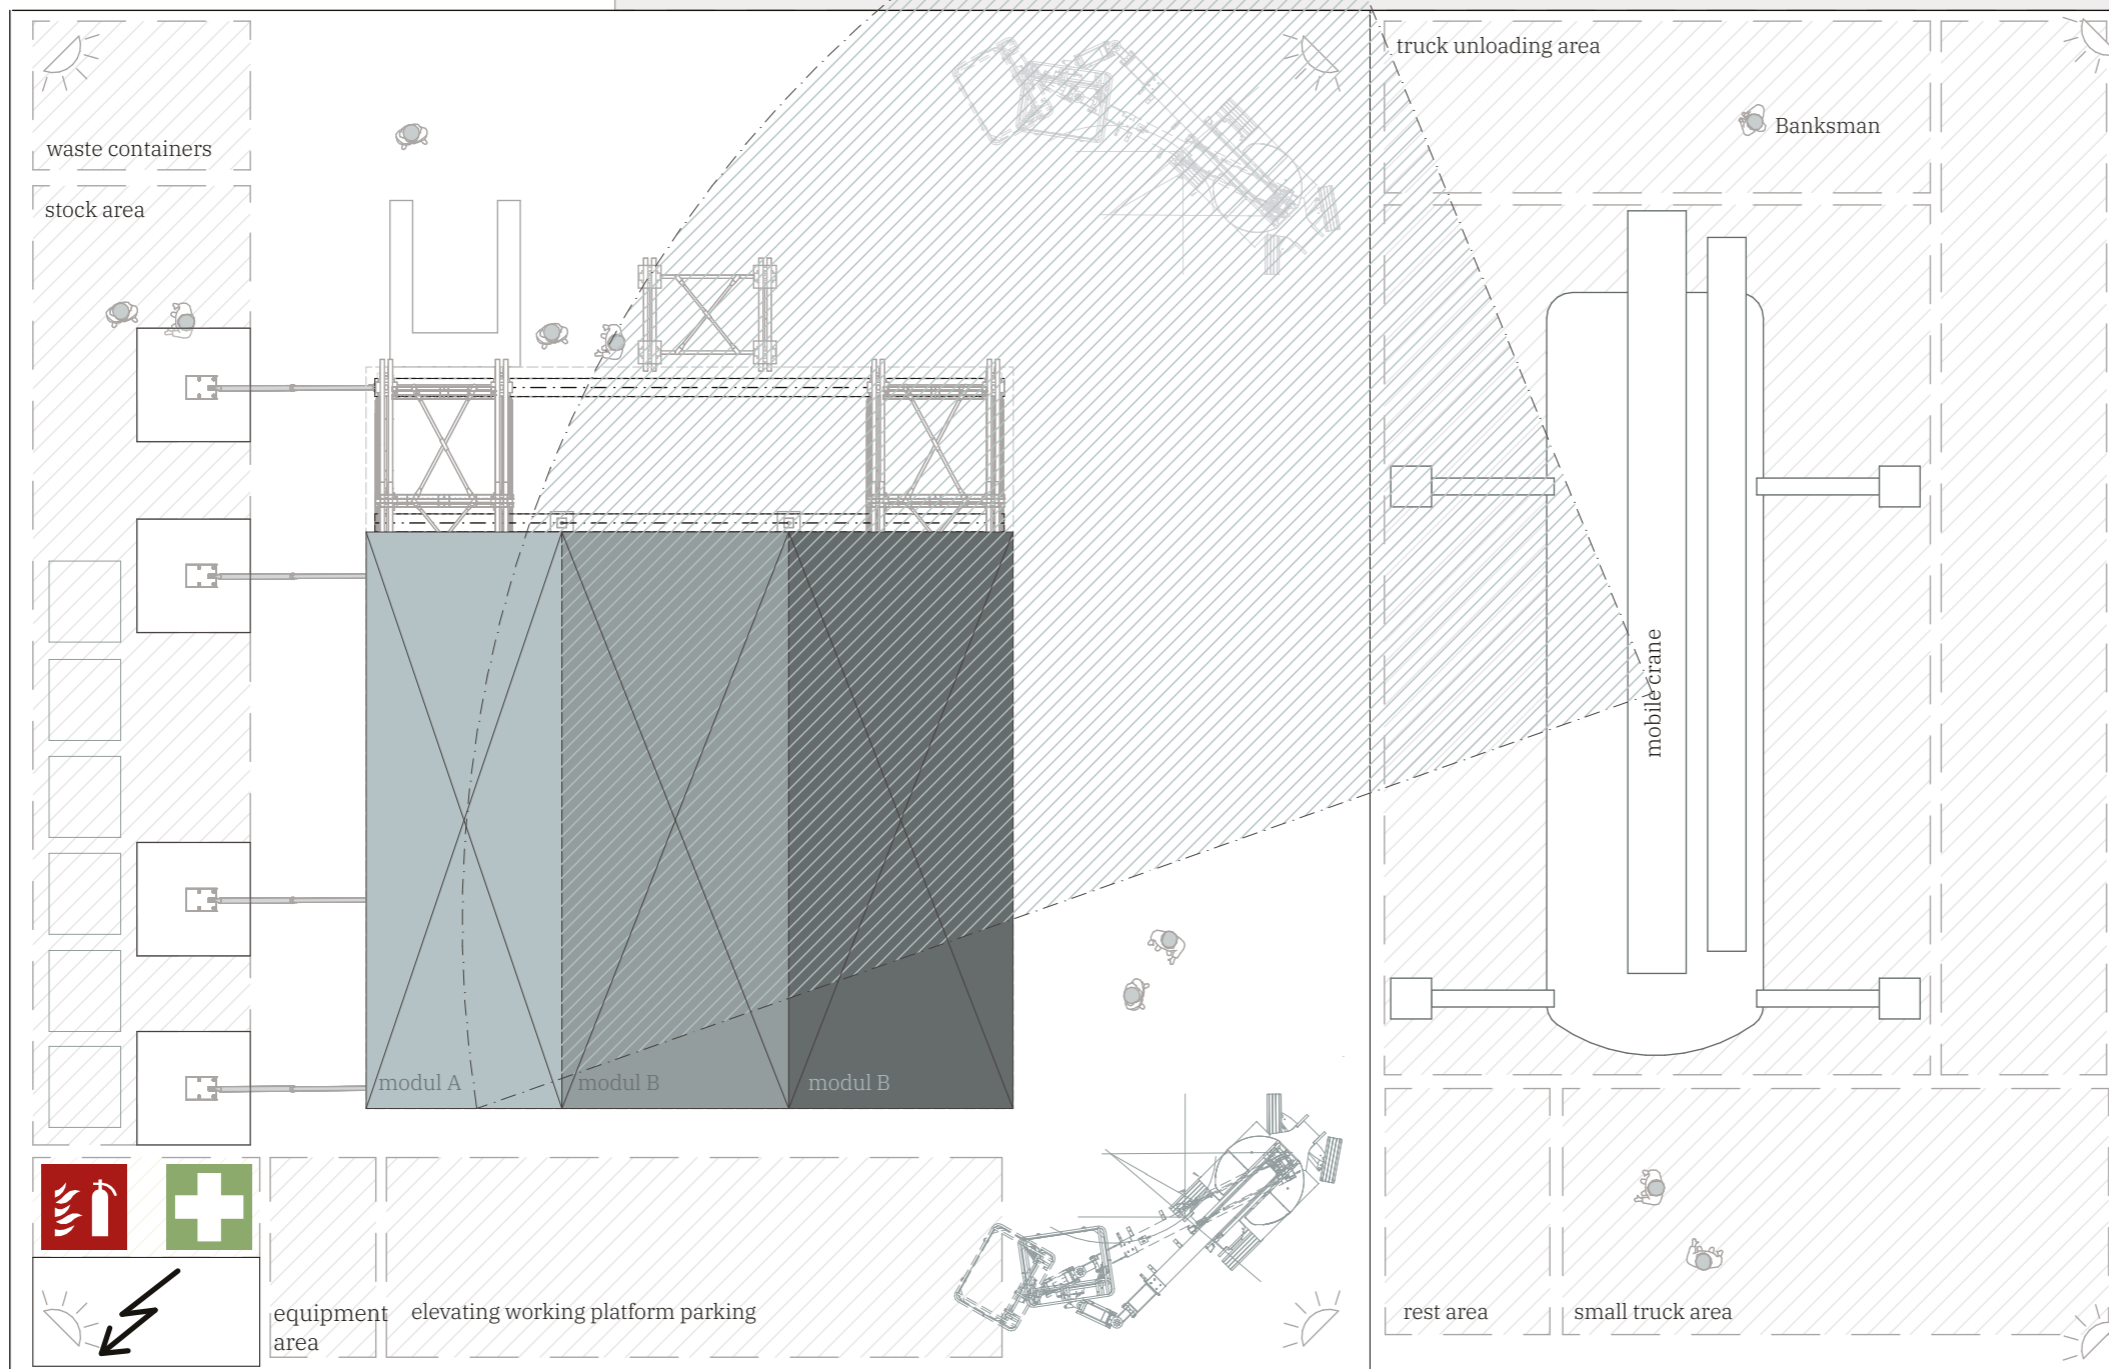 truck unloading area
Banksman
waste containers
stock area
mobile crane
modul A
modul B
modul B
equipment
area
elevating working platform parking
rest area
small truck area